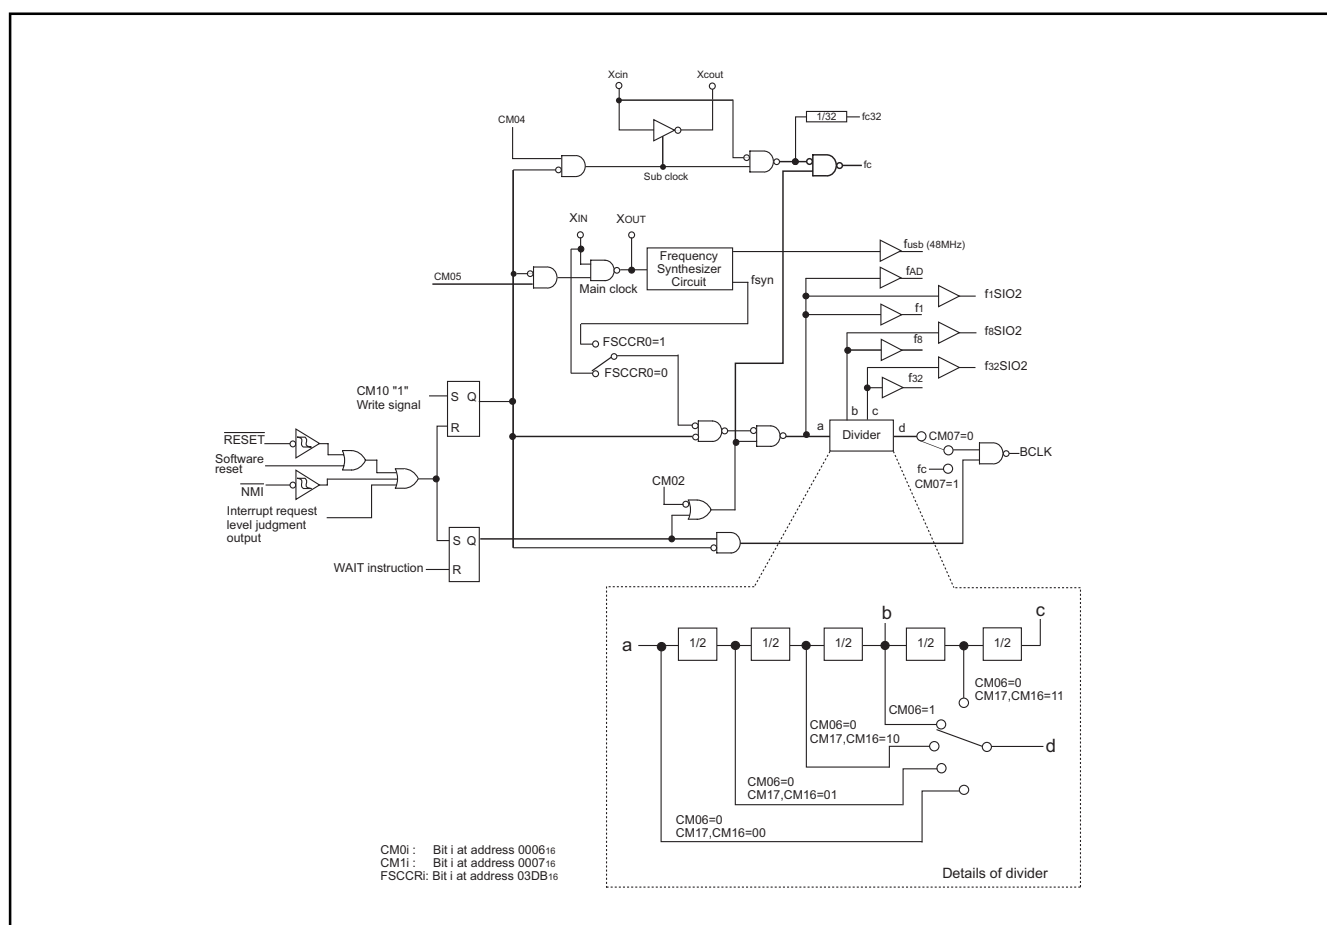 Xcin
Xcout
1/32
fc32
CM04
fc
Sub clock
XIN
XOUT
fusb (48MHz)
Frequency
Synthesizer
Circuit
fAD
CM05
Main clock
fsyn
f1SIO2
f1
f8SIO2
FSCCR0=1
f8
f32SIO2
FSCCR0=0
f32
CM10 "1"
Write signal
S Q
R
b c
a
Divider
d
CM07=0
RESET
BCLK
Software
reset
fc
CM07=1
NMI
CM02
Interrupt request
level judgment
output
S Q
R
WAIT instruction
b
c
a
1/2
1/2
1/2
1/2
1/2
CM06=0
CM17,CM16=11
CM06=1
CM06=0
CM17,CM16=10
d
CM06=0
CM17,CM16=01
CM06=0
CM17,CM16=00
CM0i : Bit i at address 000616
CM1i : Bit i at address 000716
FSCCRi: Bit i at address 03DB16
Details of divider